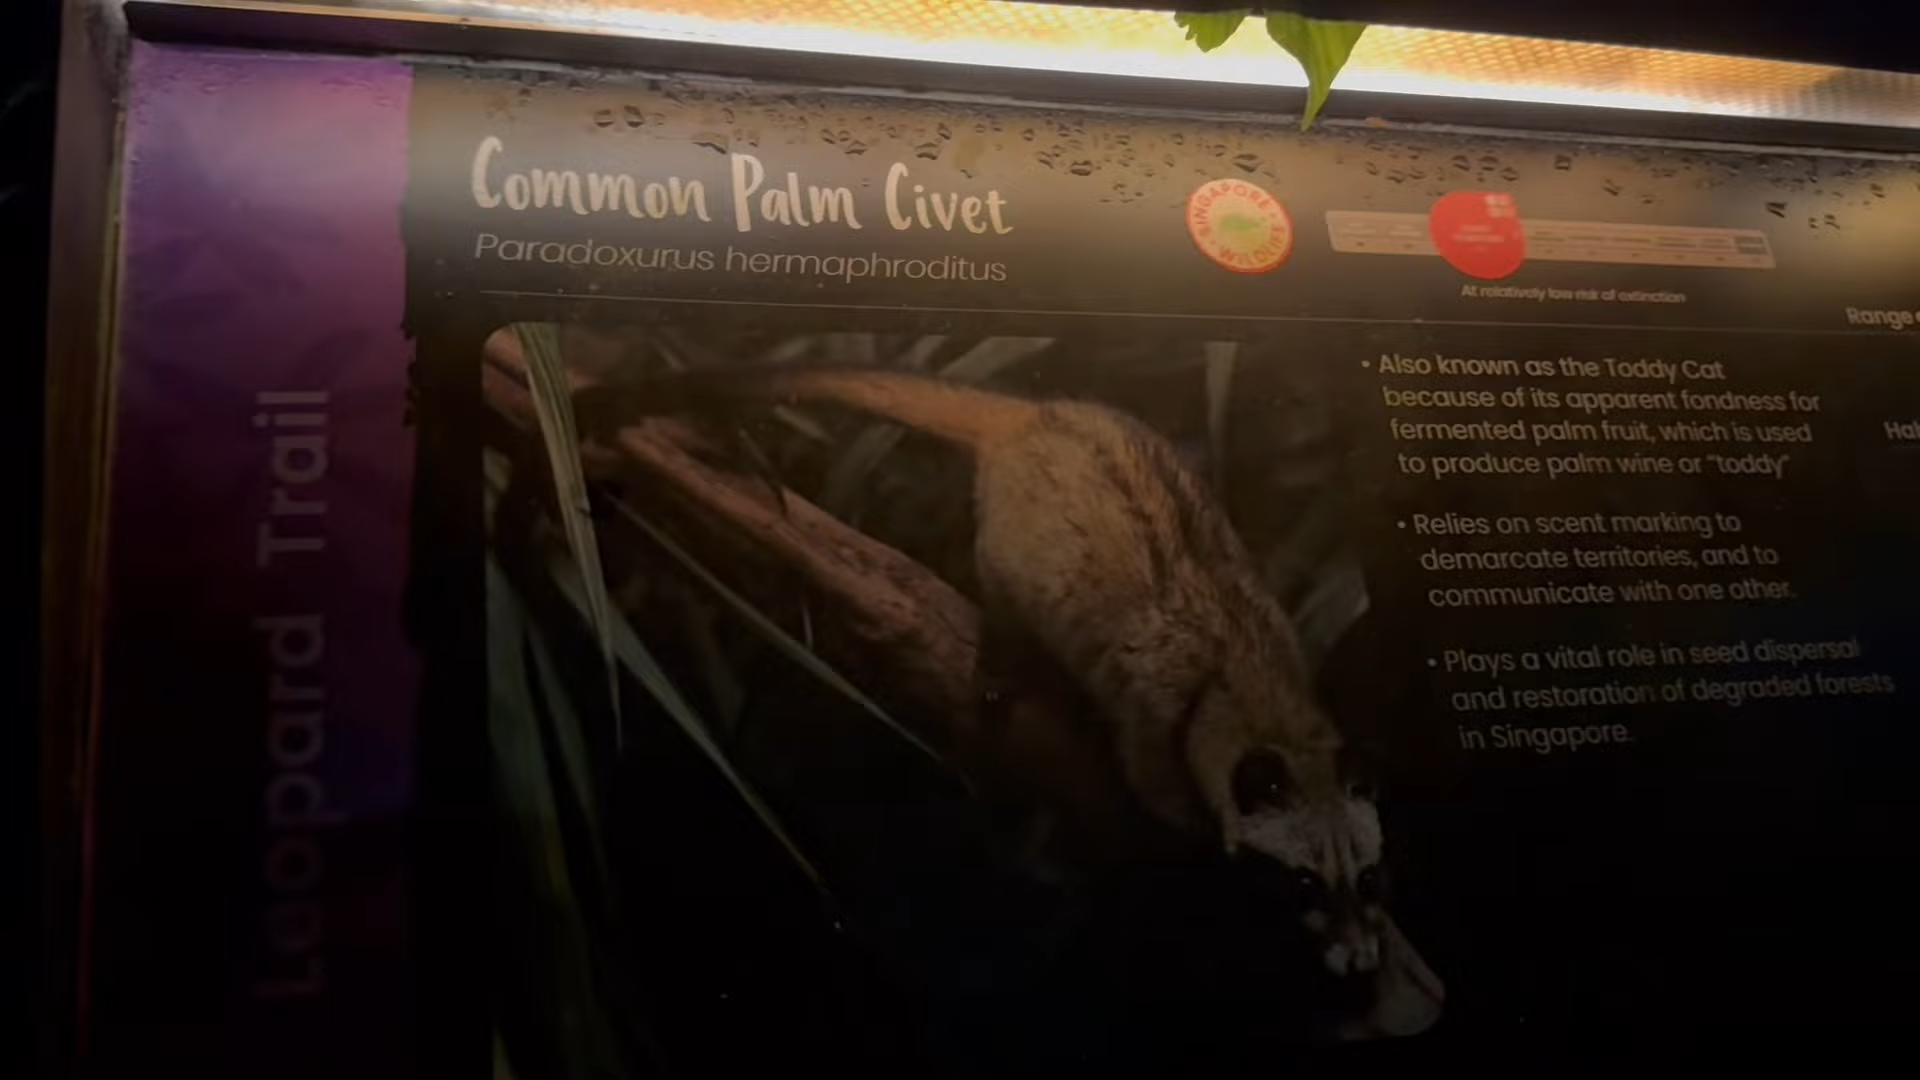 Common Palm Civet
Paradoxurus hermaphroditus
SINGAPORE
WILDLIFE
At relatively low risk of extinction
Range
• Also known as the Toddy Cat
because of its apparent fondness for
fermented palm fruit, which is used
to produce palm wine or "toddy"
• Relies on scent marking to
demarcate territories, and to
communicate with one other.
• Plays a vital role in seed dispersal
and restoration of degraded forests
in Singapore.
Leopard Trail